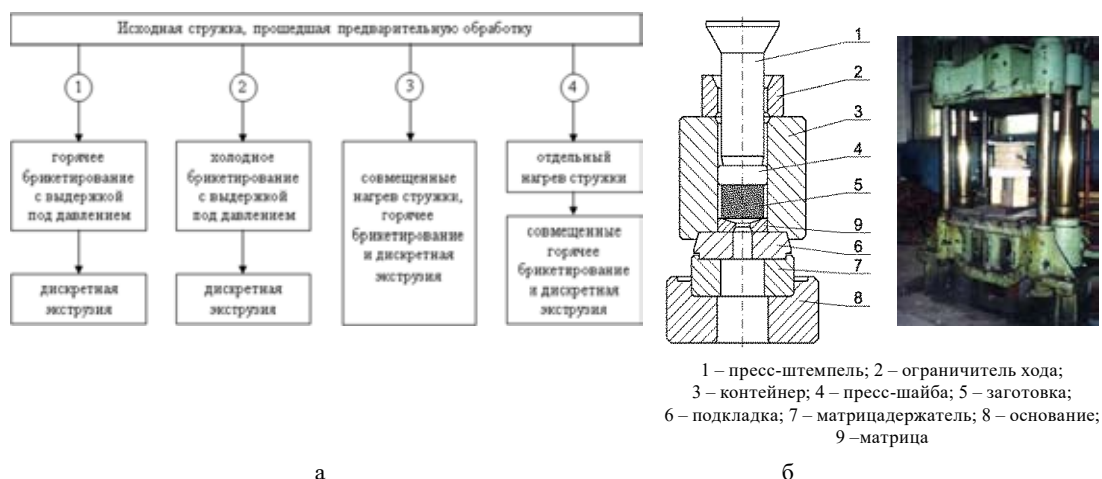 Исходная стружка, прошедшая предварительную обработку
1
2
3
4
горячее
брикетирование
с выдержкой
под давлением
дискретная
экструзия
холодное
брикетирование
с выдержкой
под давлением
дискретная
экструзия
совмещенные
нагрев стружки,
горячее
брикетирование
и дискретная
экструзия
отдельный
нагрев стружки
совмещенные
горячее
брикетирование
и дискретная
экструзия
1
2
3
4
5
9
6
7
8
1 – пресс-штемпель; 2 – ограничитель хода;
3 – контейнер; 4 – пресс-шайба; 5 – заготовка;
6 – подкладка; 7 – матрицадержатель; 8 – основание;
9 –матрица
а
б